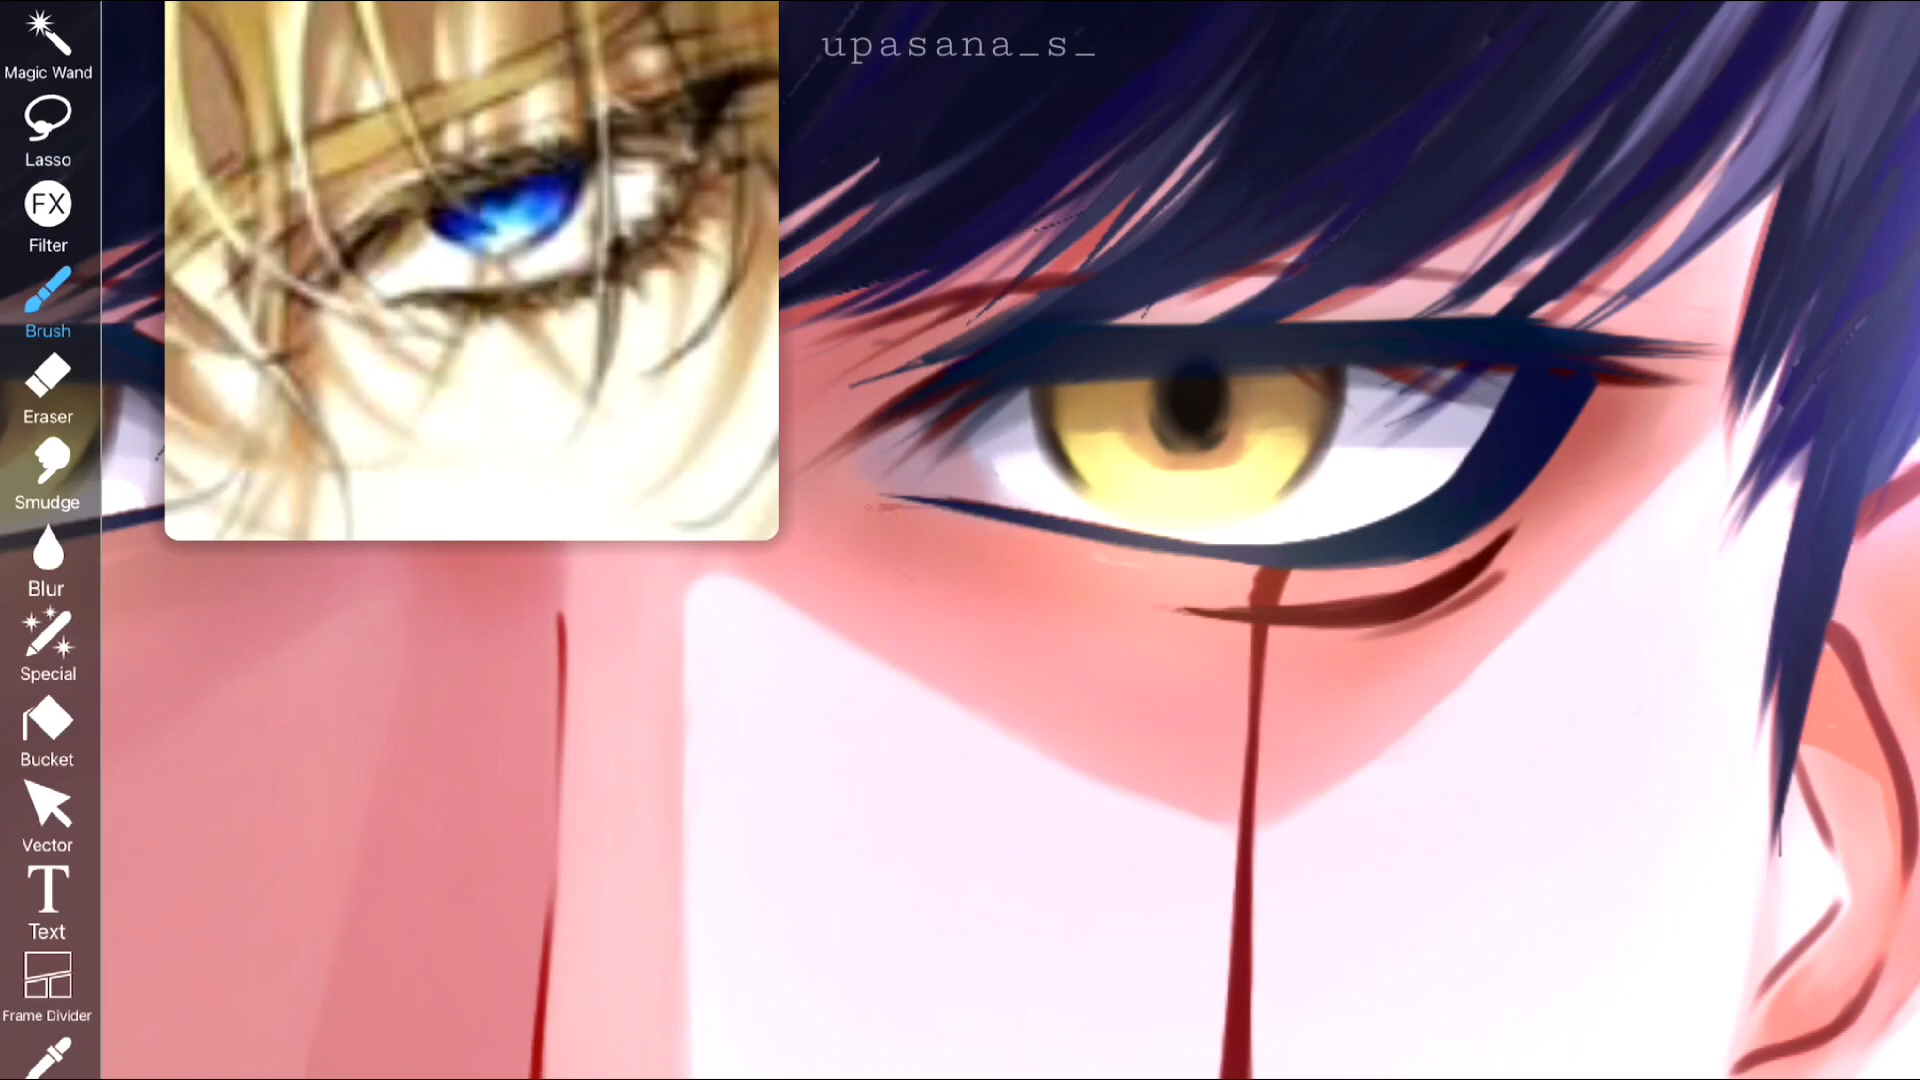 upasana_s_
Magic Wand
Lasso
FX
Filter
Brush
Eraser
Smudge
Blur
Special
Bucket
Vector
T
Text
Frame Divider